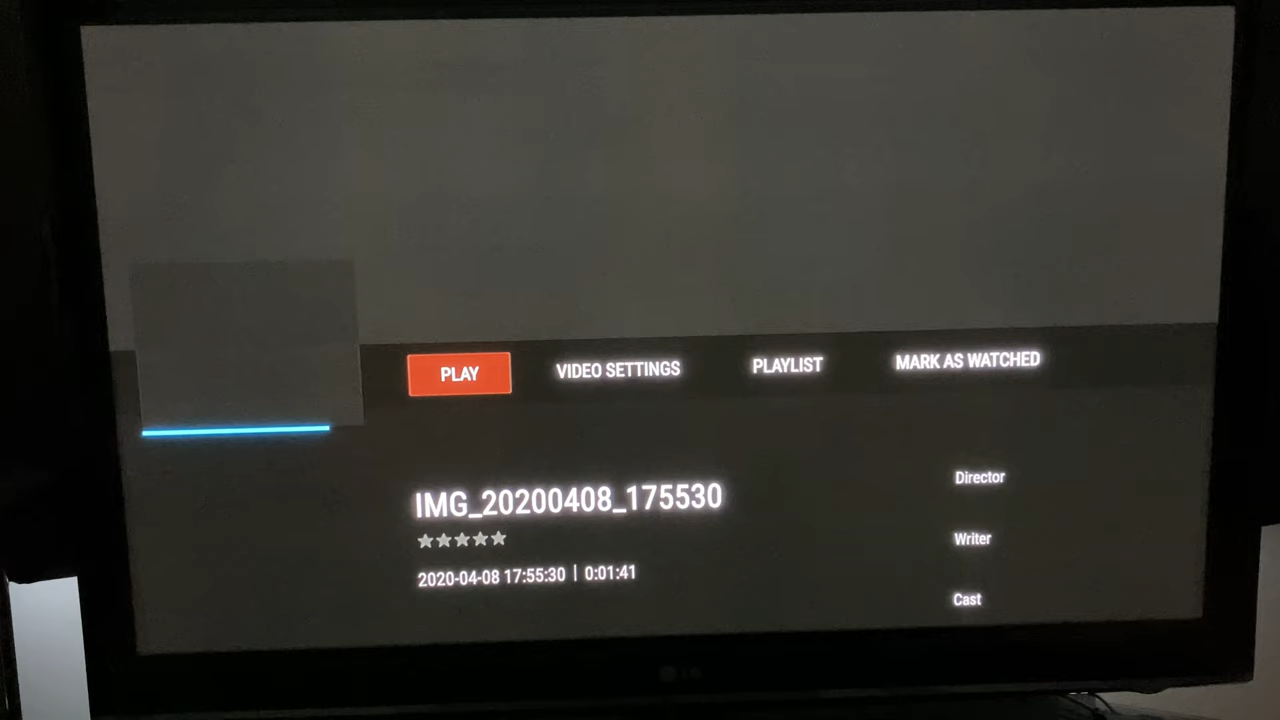 PLAY VIDEO SETTINGS PLAYLIST MARK AS WATCHED
IMG_20200408_175530
2020-04-08 17:55:30 | 0:01:41
Director
Writer
Cast
LG